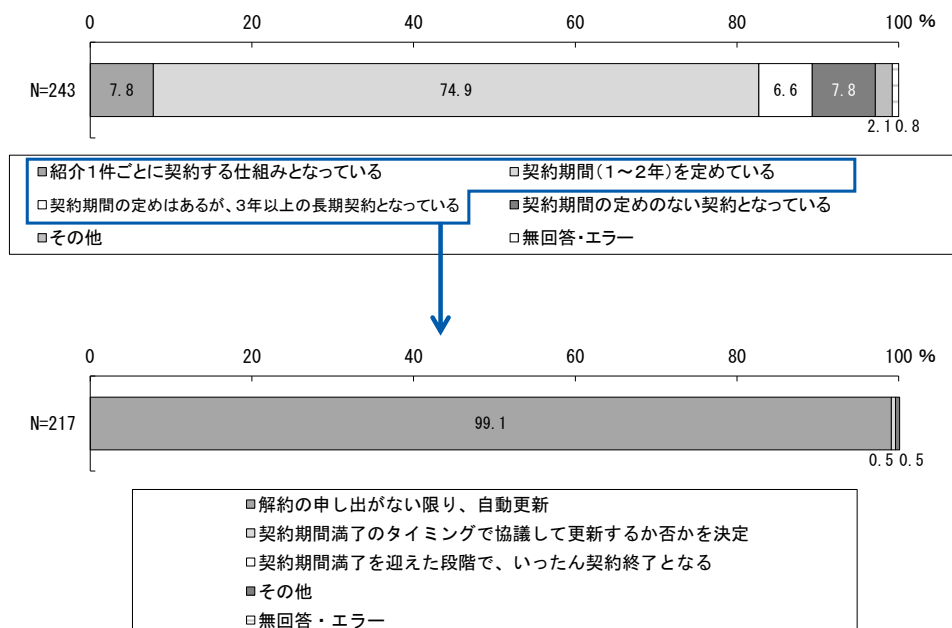 0 20 40 60 80 100 %
N=243 7.8 74.9 6.6 7.8
2.1 0.8
紹介1件ごとに契約する仕組みとなっている 契約期間(1～2年)を定めている
契約期間の定めはあるが、3年以上の長期契約となっている 契約期間の定めのない契約となっている
その他 無回答・エラー
0 20 40 60 80 100 %
N=217 99.1
0.5 0.5
解約の申し出がない限り、自動更新
契約期間満了のタイミングで協議して更新するか否かを決定
契約期間満了を迎えた段階で、いったん契約終了となる
その他
無回答・エラー